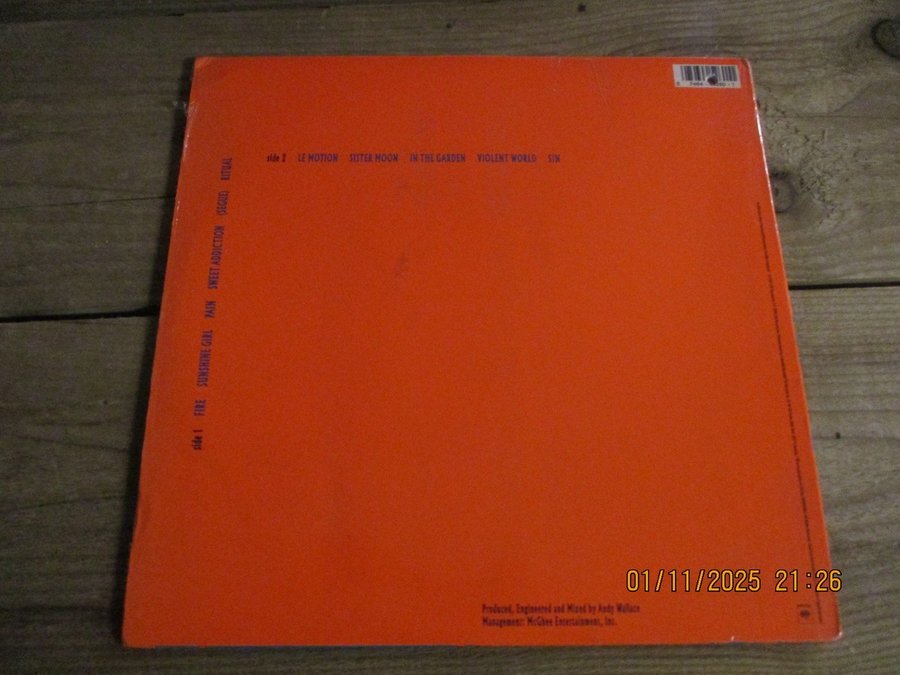 side 2 LE MOTION SISTER MOON IN THE GARDEN VIOLENT WORLD SIN
side 1 FIRE SUNSHINE GIRL PAIN SWEET ADDICTION (SEGUE) RITUAL
Produced, Engineered and Mixed by Andy Wallace
Management: McGhee Entertainment, Inc.
01/11/2025 21:26